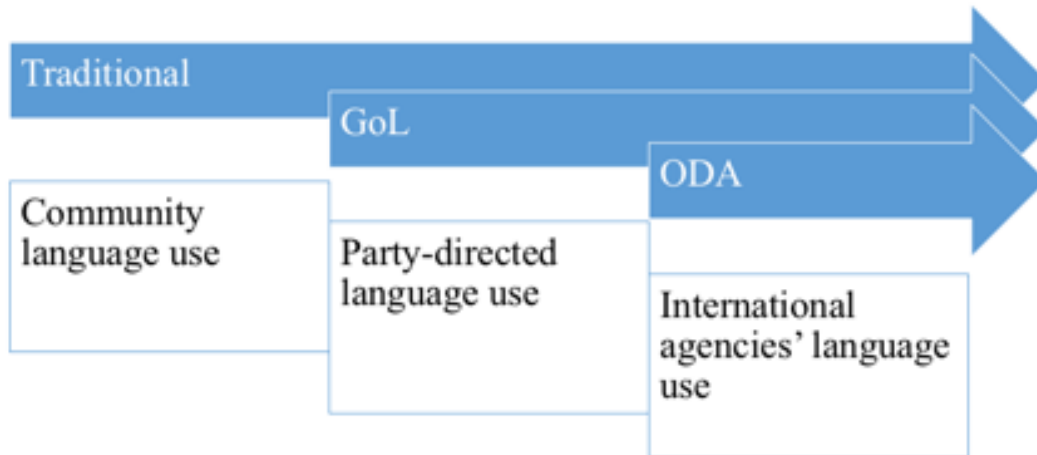 Traditional
GoL
ODA
Community
language use
Party-directed
language use
International
agencies’ language
use